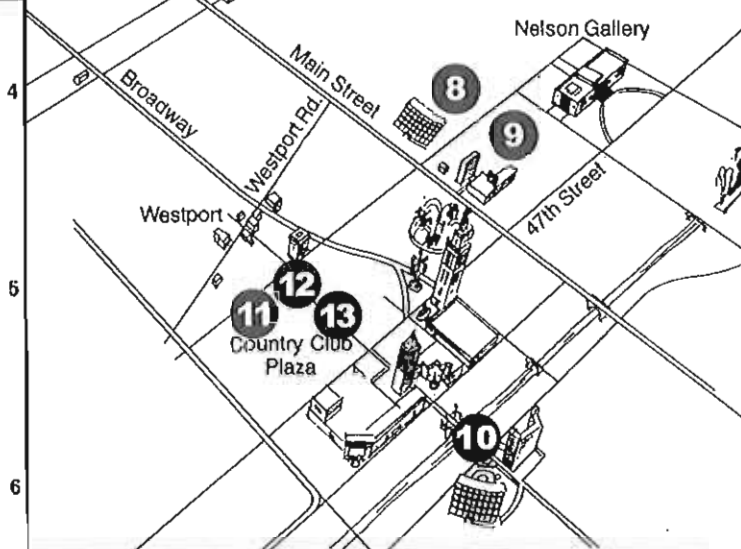 Nelson Gallery
4
Main Street
8
Broadway
9
Westport Rd.
47th Street
Westport
5
12
11
13
Country Club
Plaza
10
6